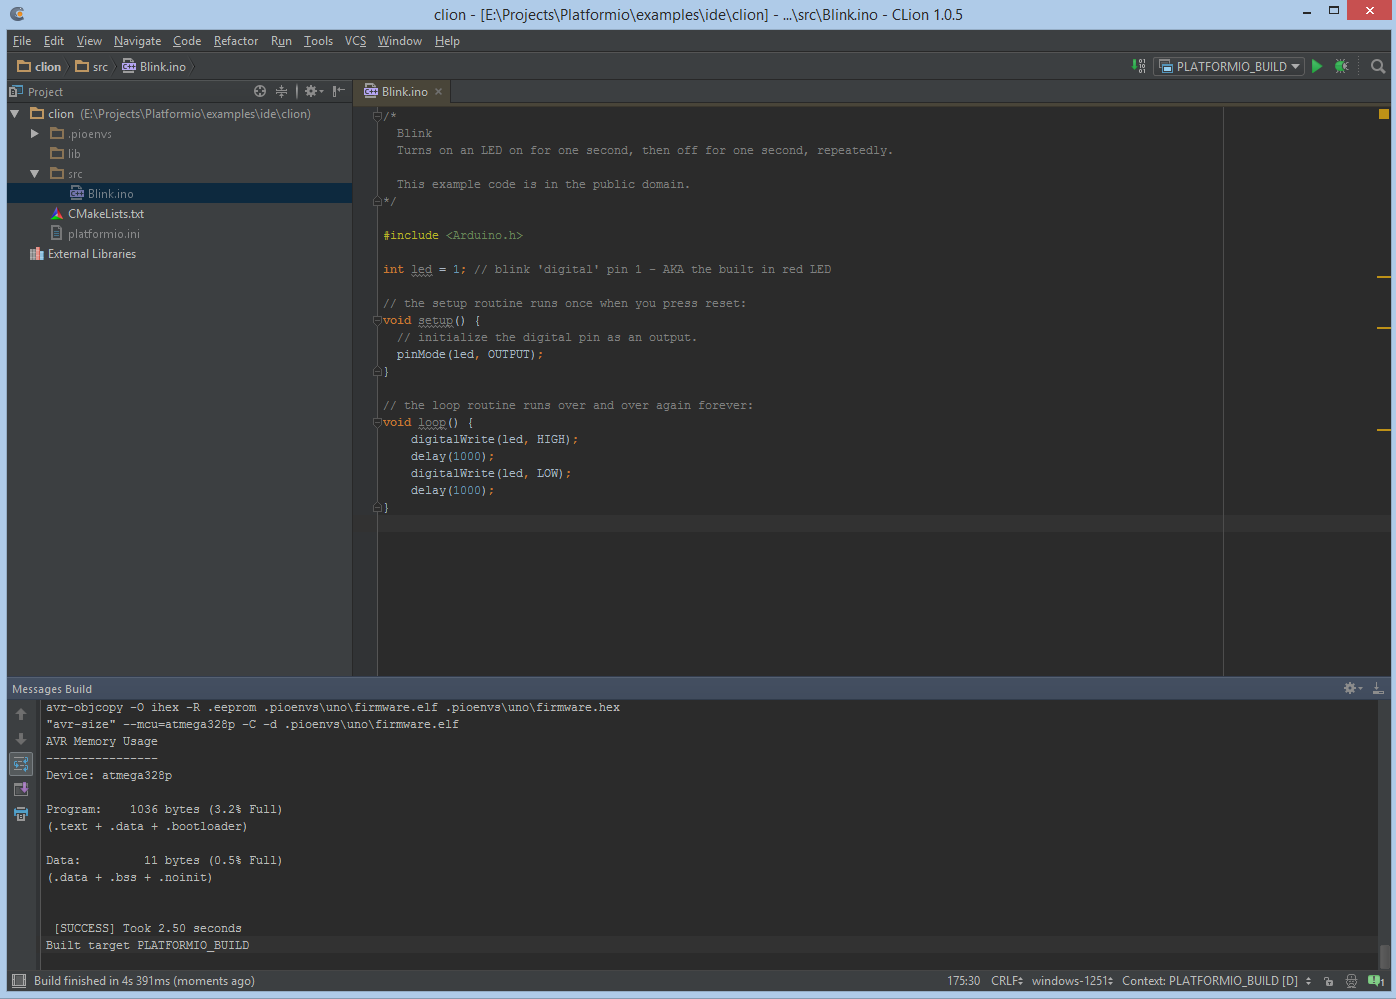 clion - [E:\Projects\Platformio\examples\ide\clion] - ...\src\Blink.ino - CLion 1.0.5
File Edit View Navigate Code Refactor Run Tools VCS Window Help
clion src Blink.ino PLATFORMIO_BUILD
Project
Blink.ino
clion (E:\Projects\Platformio\examples\ide\clion)
.pioenvs
lib
src
Blink.ino
CMakeLists.txt
platformio.ini
External Libraries
/*
Blink
Turns on an LED on for one second, then off for one second, repeatedly.
This example code is in the public domain.
*/
#include <Arduino.h>
int led = 1; // blink 'digital' pin 1 - AKA the built in red LED
// the setup routine runs once when you press reset:
void setup() {
// initialize the digital pin as an output.
pinMode(led, OUTPUT);
}
// the loop routine runs over and over again forever:
void loop() {
digitalWrite(led, HIGH);
delay(1000);
digitalWrite(led, LOW);
delay(1000);
}
Messages Build
avr-objcopy -O ihex -R .eeprom .pioenvs\uno\firmware.elf .pioenvs\uno\firmware.hex
"avr-size" --mcu=atmega328p -C -d .pioenvs\uno\firmware.elf
AVR Memory Usage
----------------
Device: atmega328p
Program: 1036 bytes (3.2% Full)
(.text + .data + .bootloader)
Data: 11 bytes (0.5% Full)
(.data + .bss + .noinit)
[SUCCESS] Took 2.50 seconds
Built target PLATFORMIO_BUILD
Build finished in 4s 391ms (moments ago) 175:30 CRLF windows-1251 Context: PLATFORMIO_BUILD [D] 1